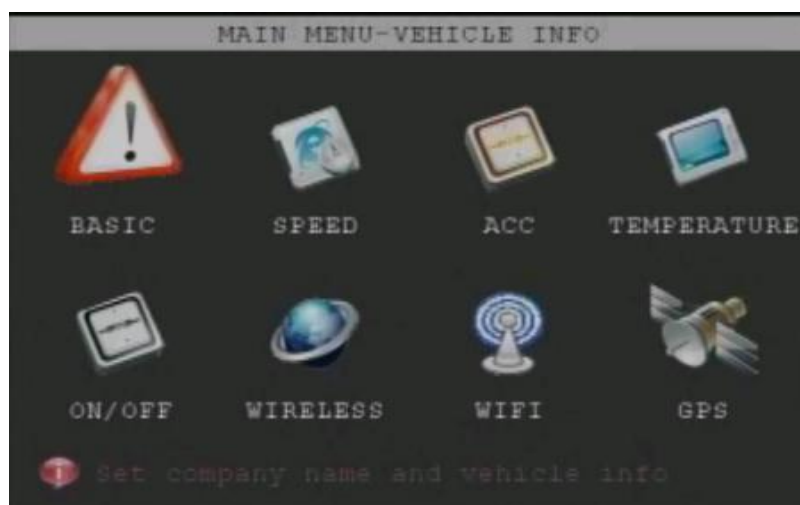 MAIN MENU-VEHICLE INFO
BASIC SPEED ACC TEMPERATURE
ON/OFF WIRELESS WIFI GPS
Set company name and vehicle info